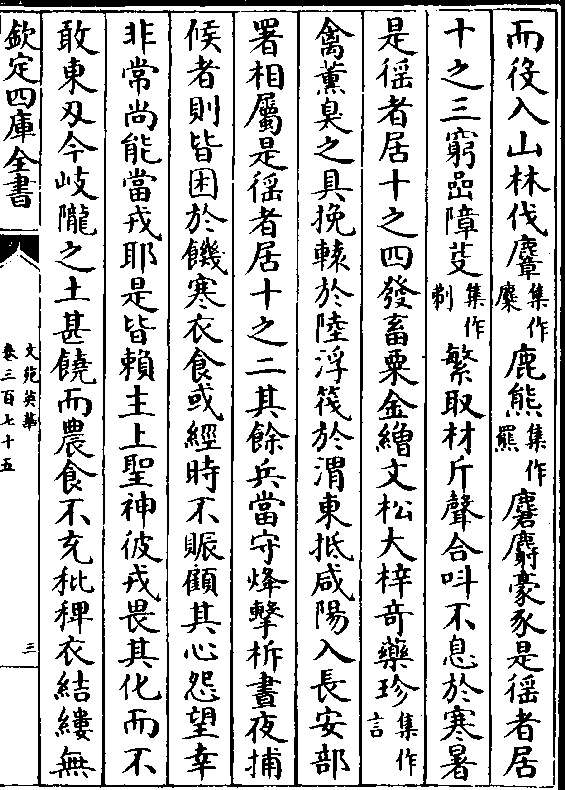 而役入山林伐麞集作麋鹿熊集作羆麏麝豪豕是徭者居
十之三窮嵒障芟集作剃繁取材斤聲合呌不息於寒暑
是徭者居十之四發畜粟金繒文松大梓奇藥珍集作言
禽薰臭之具挽轅於陸浮筏於渭東抵咸陽入長安部
署相屬是徭者居十之二其餘兵當守烽擊柝晝夜捕
候者則皆困於饑寒衣食或經時不賑顧其心怨望幸
非常尚能當戎耶是皆賴主上聖神彼戎畏其化而不
敢東刄今岐隴之土甚饒而農食不充秕稗衣結縷無
欽定四庫全書
文苑英華
卷三百七十五
三